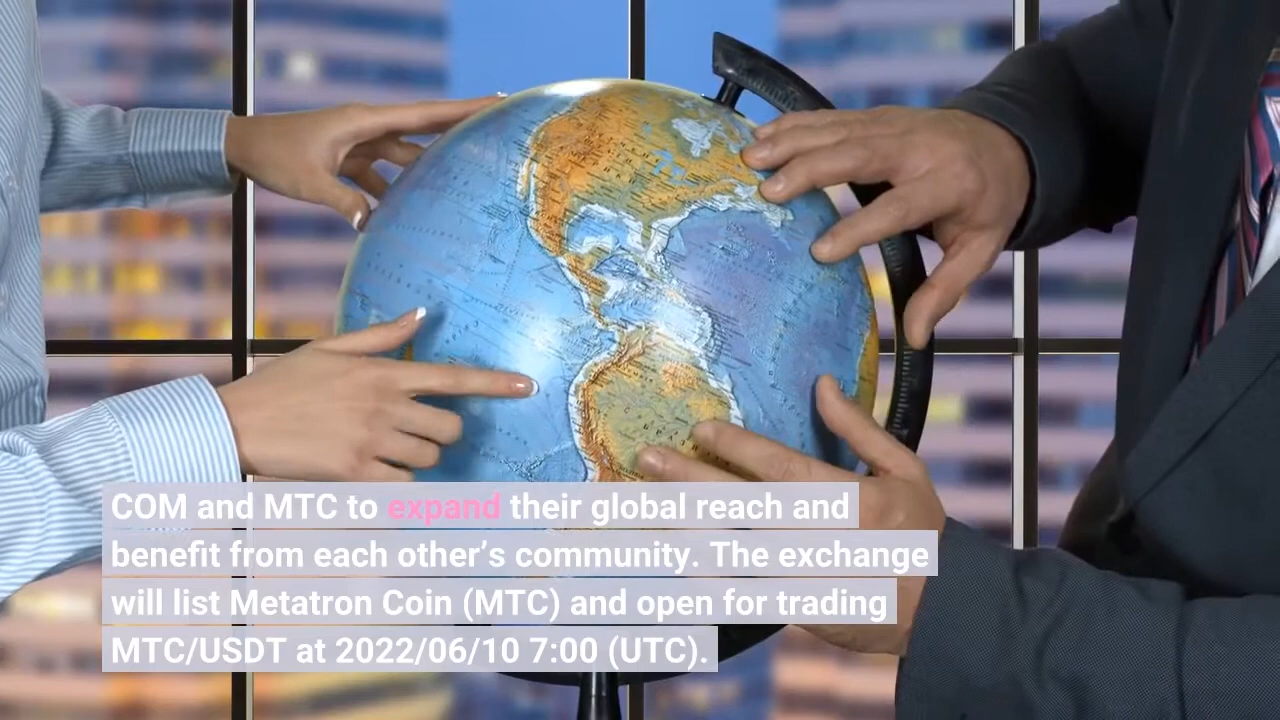 COM and MTC to expand their global reach and
benefit from each other’s community. The exchange
will list Metatron Coin (MTC) and open for trading
MTC/USDT at 2022/06/10 7:00 (UTC).